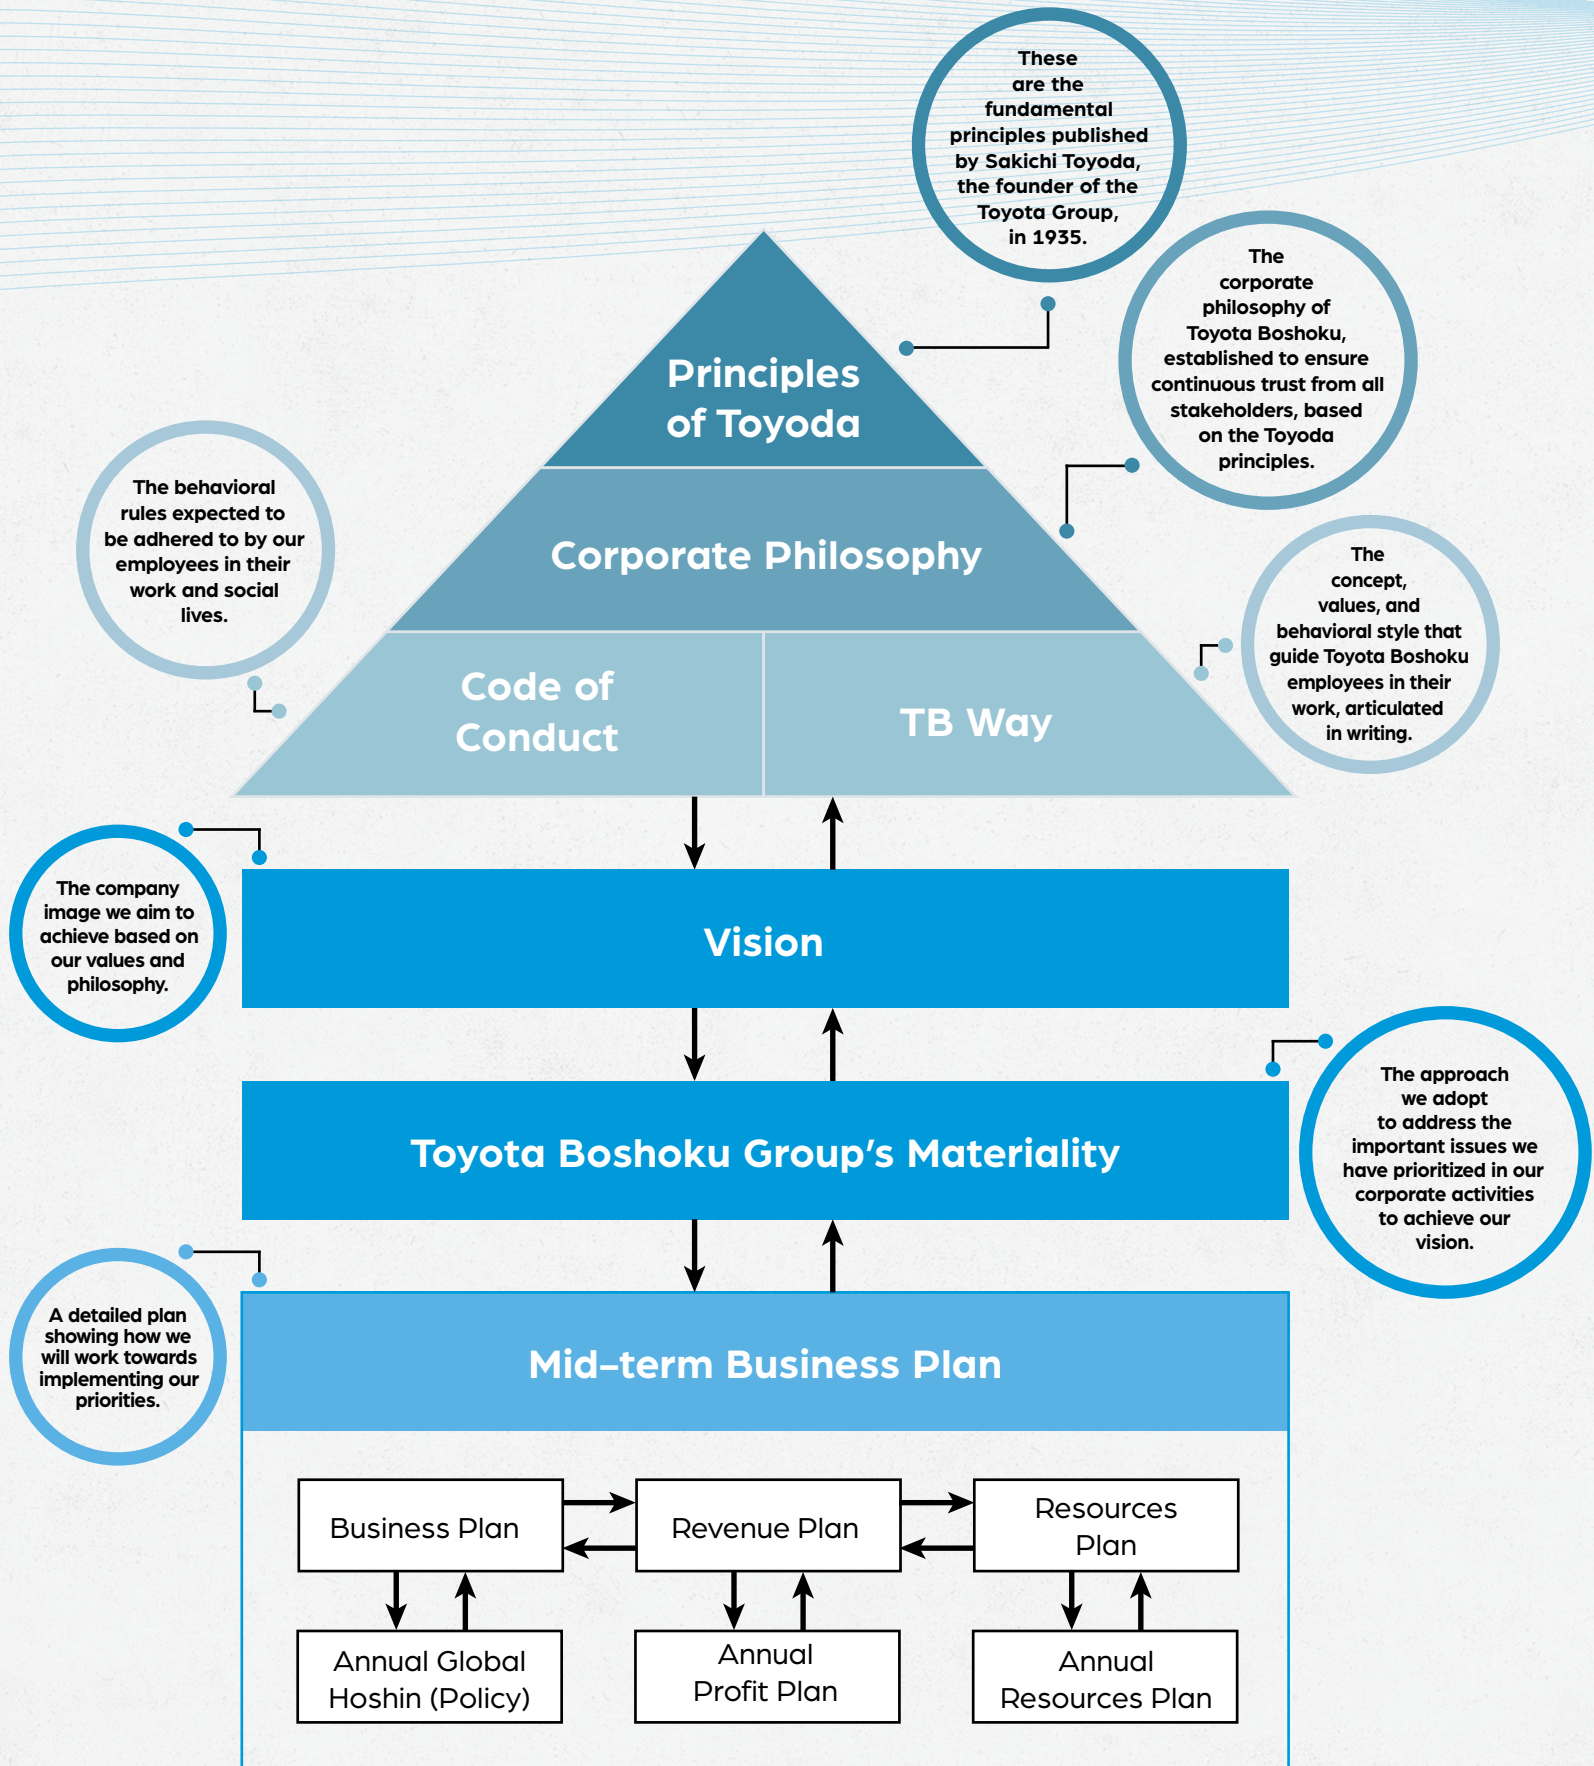 These
are the
fundamental
principles published
by Sakichi Toyoda,
the founder of the
Toyota Group,
in 1935.
The
corporate
philosophy of
Toyota Boshoku,
established to ensure
continuous trust from all
stakeholders, based
on the Toyoda
principles.
Principles
of Toyoda
The behavioral
rules expected to
be adhered to by our
employees in their
work and social
lives.
Corporate Philosophy
The
concept,
values, and
behavioral style that
guide Toyota Boshoku
employees in their
work, articulated
in writing.
Code of
Conduct
TB Way
The company
image we aim to
achieve based on
our values and
philosophy.
Vision
The approach
we adopt
to address the
important issues we
have prioritized in our
corporate activities
to achieve our
vision.
Toyota Boshoku Group's Materiality
A detailed plan
showing how we
will work towards
implementing our
priorities.
Mid-term Business Plan
Business Plan
Revenue Plan
Resources
Plan
Annual Global
Hoshin (Policy)
Annual
Profit Plan
Annual
Resources Plan